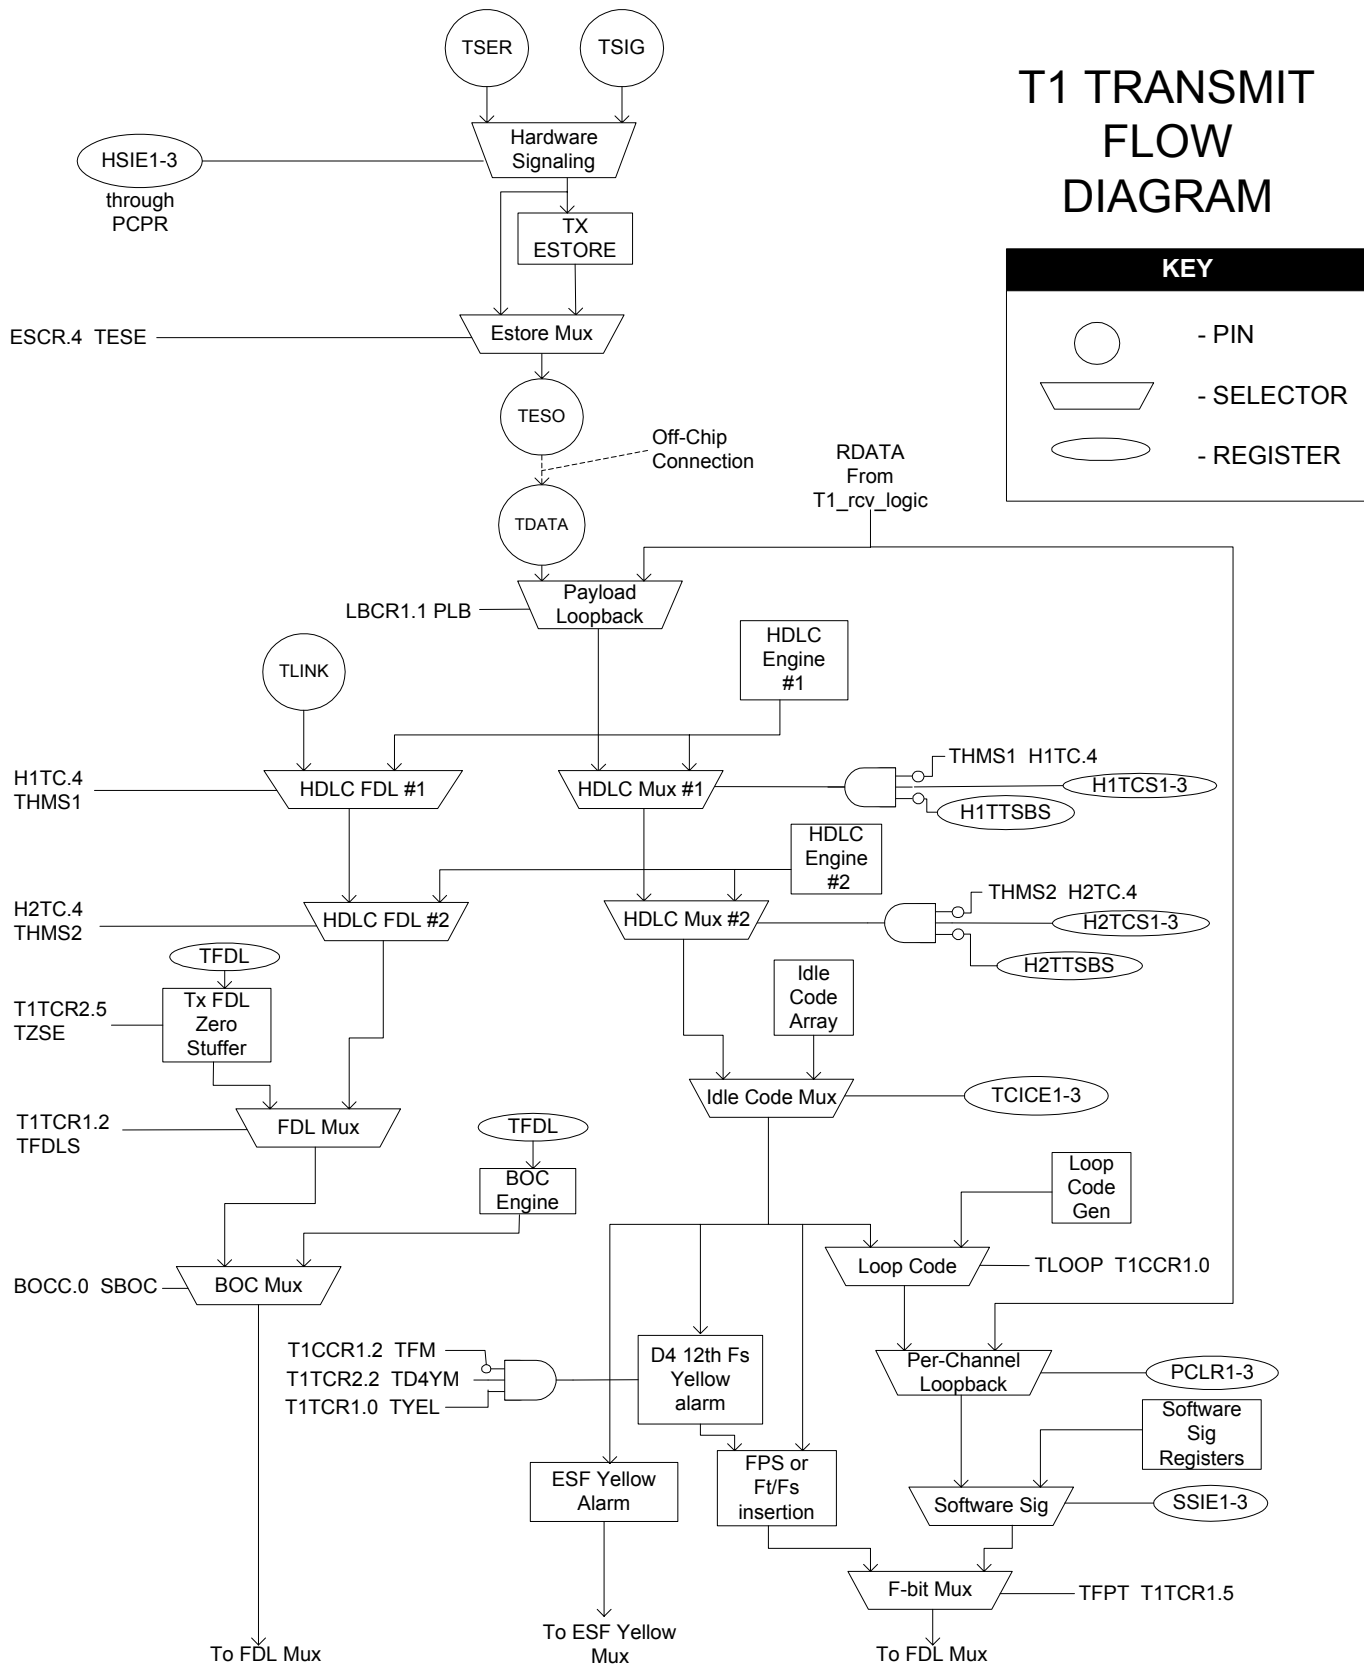 TSER
TSIG
T1 TRANSMIT
FLOW
DIAGRAM
Hardware
Signaling
HSIE1-3
through
PCPR
TX
ESTORE
KEY
- PIN
- SELECTOR
- REGISTER
ESCR.4 TESE
Estore Mux
TESO
Off-Chip
Connection
RDATA
From
T1_rcv_logic
TDATA
LBCR1.1 PLB
Payload
Loopback
HDLC
Engine
#1
TLINK
H1TC.4
THMS1
HDLC FDL #1
HDLC Mux #1
THMS1 H1TC.4
H1TCS1-3
H1TTSBS
HDLC
Engine
#2
H2TC.4
THMS2
HDLC FDL #2
HDLC Mux #2
THMS2 H2TC.4
H2TCS1-3
H2TTSBS
TFDL
T1TCR2.5
TZSE
Tx FDL
Zero
Stuffer
Idle
Code
Array
Idle Code Mux
TCICE1-3
T1TCR1.2
TFDLS
FDL Mux
TFDL
BOC
Engine
Loop
Code
Gen
BOCC.0 SBOC
BOC Mux
Loop Code
TLOOP T1CCR1.0
T1CCR1.2 TFM
T1TCR2.2 TD4YM
T1TCR1.0 TYEL
D4 12th Fs
Yellow
alarm
Per-Channel
Loopback
PCLR1-3
Software
Sig
Registers
ESF Yellow
Alarm
FPS or
Ft/Fs
insertion
Software Sig
SSIE1-3
F-bit Mux
TFPT T1TCR1.5
To FDL Mux
To ESF Yellow
Mux
To FDL Mux